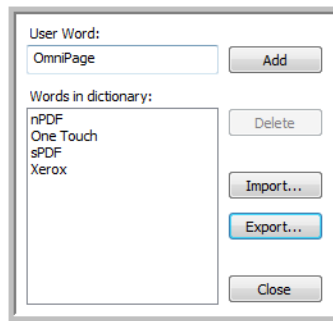 User Word:
OmniPage
Add
Words in dictionary:
nPDF
One Touch
sPDF
Xerox
Delete
Import...
Export...
Close